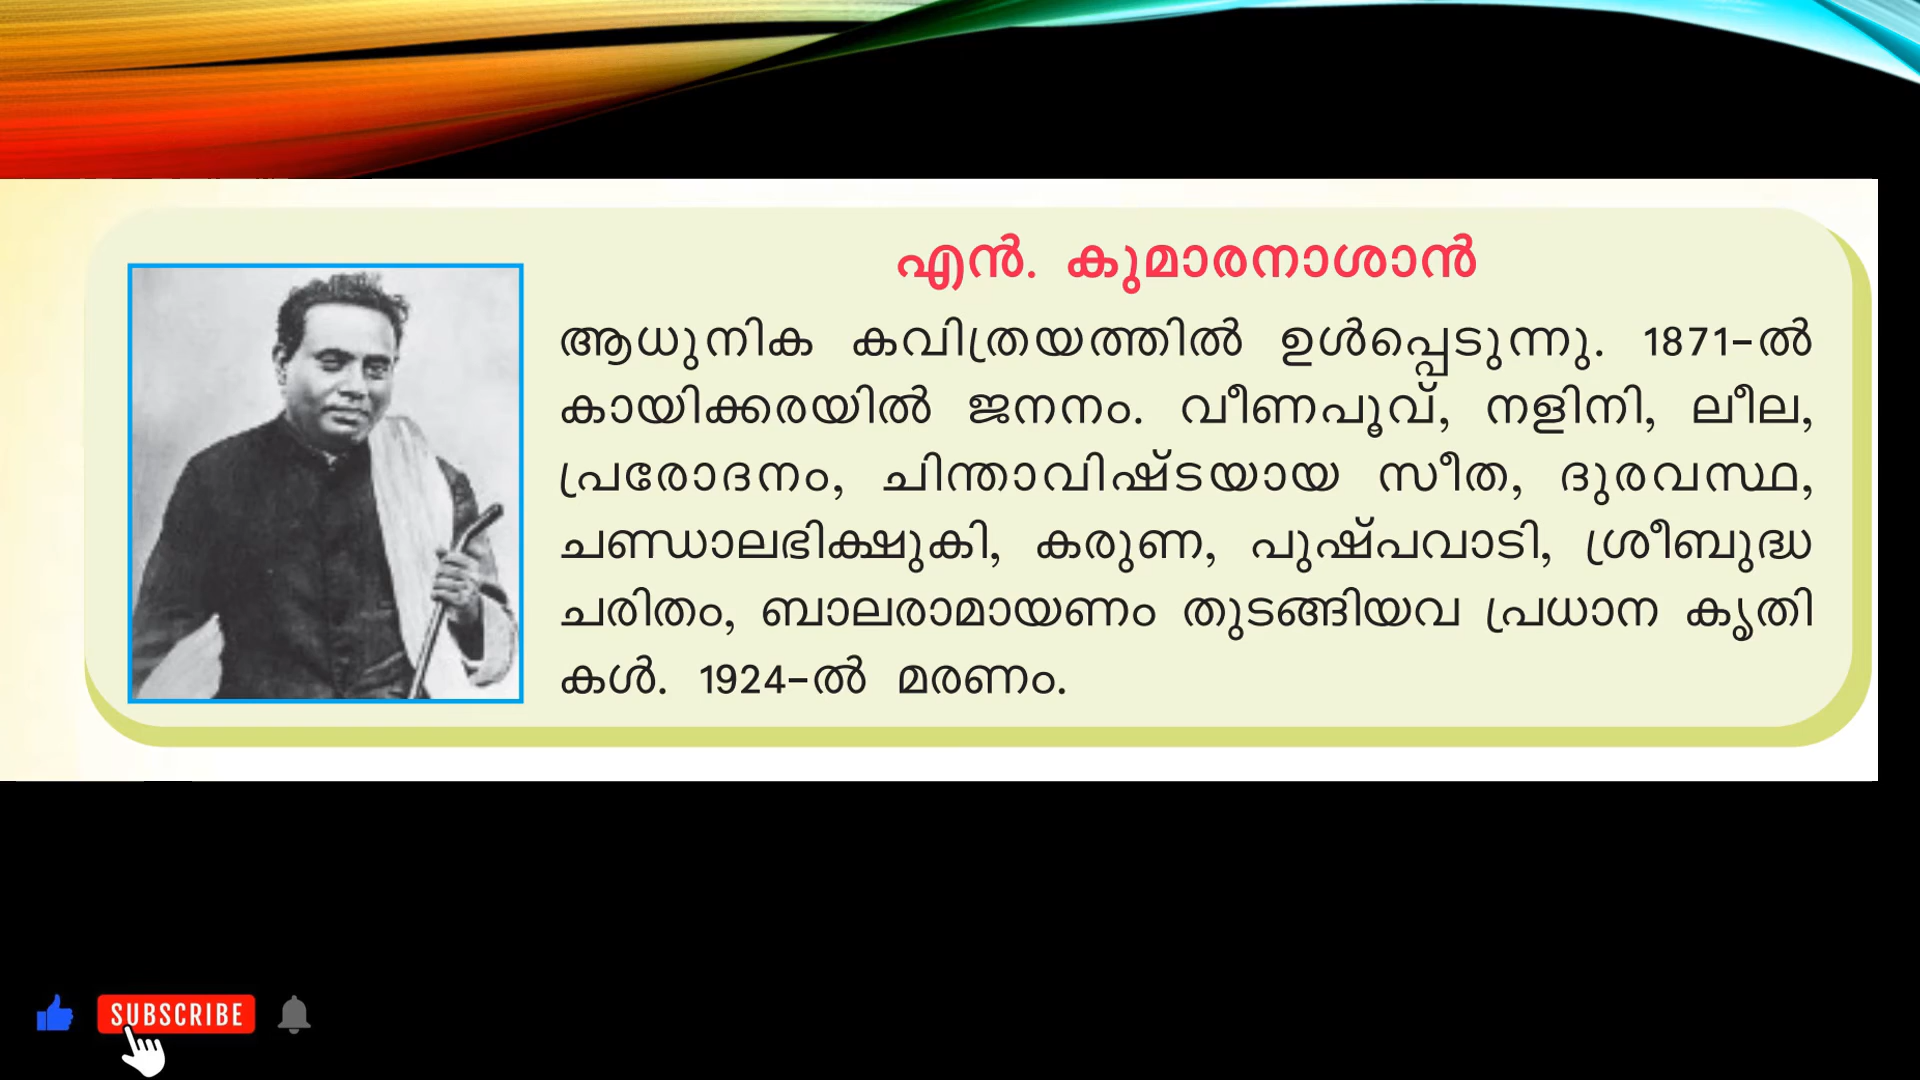 എൻ. കുമാരനാശാൻ
ആധുനിക കവിത്രയത്തിൽ ഉൾപ്പെടുന്നു. 1871-ൽ
കായിക്കരയിൽ ജനനം. വീണപൂവ്, നളിനി, ലീല,
പ്രരോദനം, ചിന്താവിഷ്ടയായ സീത, ദുരവസ്ഥ,
ചണ്ഡാലഭിക്ഷുകി, കരുണ, പുഷ്പവാടി, ശ്രീബുദ്ധ
ചരിതം, ബാലരാമായണം തുടങ്ങിയവ പ്രധാന കൃതി
കൾ. 1924-ൽ മരണം.
SUBSCRIBE